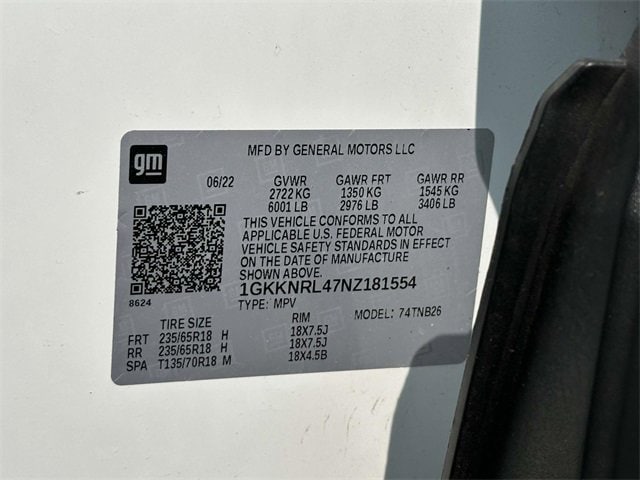 gm
MFD BY GENERAL MOTORS LLC
06/22 GVWR GAWR FRT GAWR RR
2722 KG 1350 KG 1545 KG
6001 LB 2976 LB 3406 LB
THIS VEHICLE CONFORMS TO ALL
APPLICABLE U.S. FEDERAL MOTOR
VEHICLE SAFETY STANDARDS IN EFFECT
ON THE DATE OF MANUFACTURE
SHOWN ABOVE.
8624
1GKKNRL47NZ181554
TYPE: MPV MODEL: 74TNB26
TIRE SIZE RIM
FRT 235/65R18 H 18X7.5J
RR 235/65R18 H 18X7.5J
SPA T135/70R18 M 18X4.5B